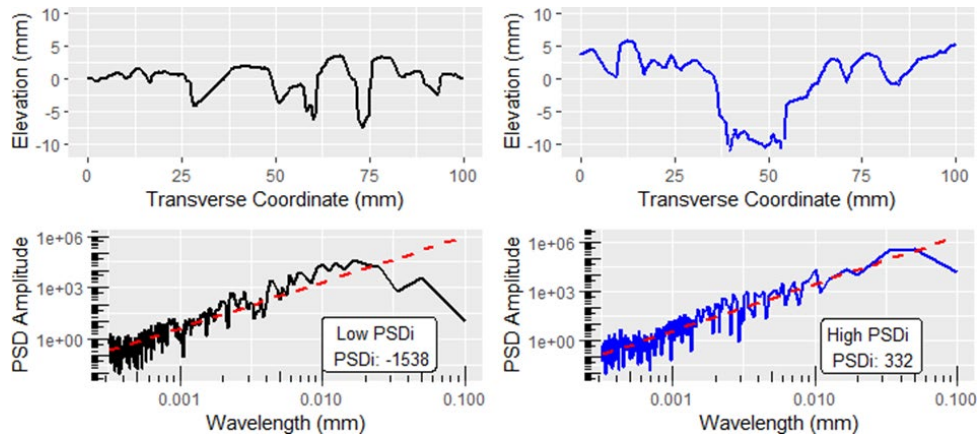 Elevation (mm)
10
5
0
-5
-10
0
25
50
75
100
Transverse Coordinate (mm)
Elevation (mm)
10
5
0
-5
-10
0
25
50
75
100
Transverse Coordinate (mm)
PSD Amplitude
1e+06
1e+03
1e+00
Low PSDi
PSDi: -1538
0.001
0.010
0.100
Wavelength (mm)
PSD Amplitude
1e+06
1e+03
1e+00
High PSDi
PSDi: 332
0.001
0.010
0.100
Wavelength (mm)